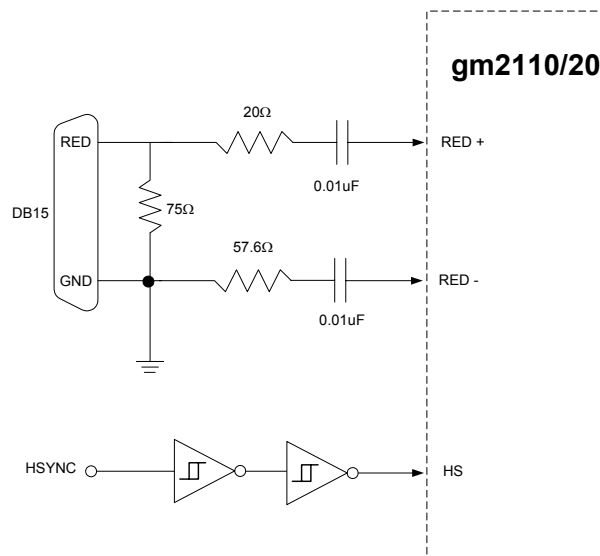 gm2110/20
20Ω
RED
RED +
0.01uF
DB15
75Ω
57.6Ω
GND
RED -
0.01uF
HSYNC
HS